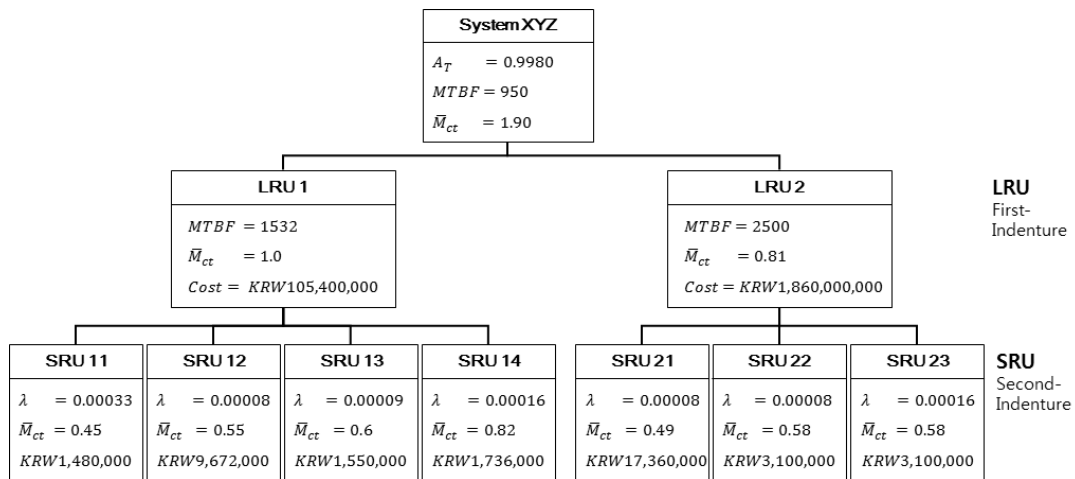 System XYZ
A_T = 0.9980
MTBF = 950
M̄_ct = 1.90
LRU 1
MTBF = 1532
M̄_ct = 1.0
Cost = KRW105,400,000
LRU 2
MTBF = 2500
M̄_ct = 0.81
Cost = KRW1,860,000,000
LRU
First-
Indenture
SRU 11
λ = 0.00033
M̄_ct = 0.45
KRW1,480,000
SRU 12
λ = 0.00008
M̄_ct = 0.55
KRW9,672,000
SRU 13
λ = 0.00009
M̄_ct = 0.6
KRW1,550,000
SRU 14
λ = 0.00016
M̄_ct = 0.82
KRW1,736,000
SRU 21
λ = 0.00008
M̄_ct = 0.49
KRW17,360,000
SRU 22
λ = 0.00008
M̄_ct = 0.58
KRW3,100,000
SRU 23
λ = 0.00016
M̄_ct = 0.58
KRW3,100,000
SRU
Second-
Indenture